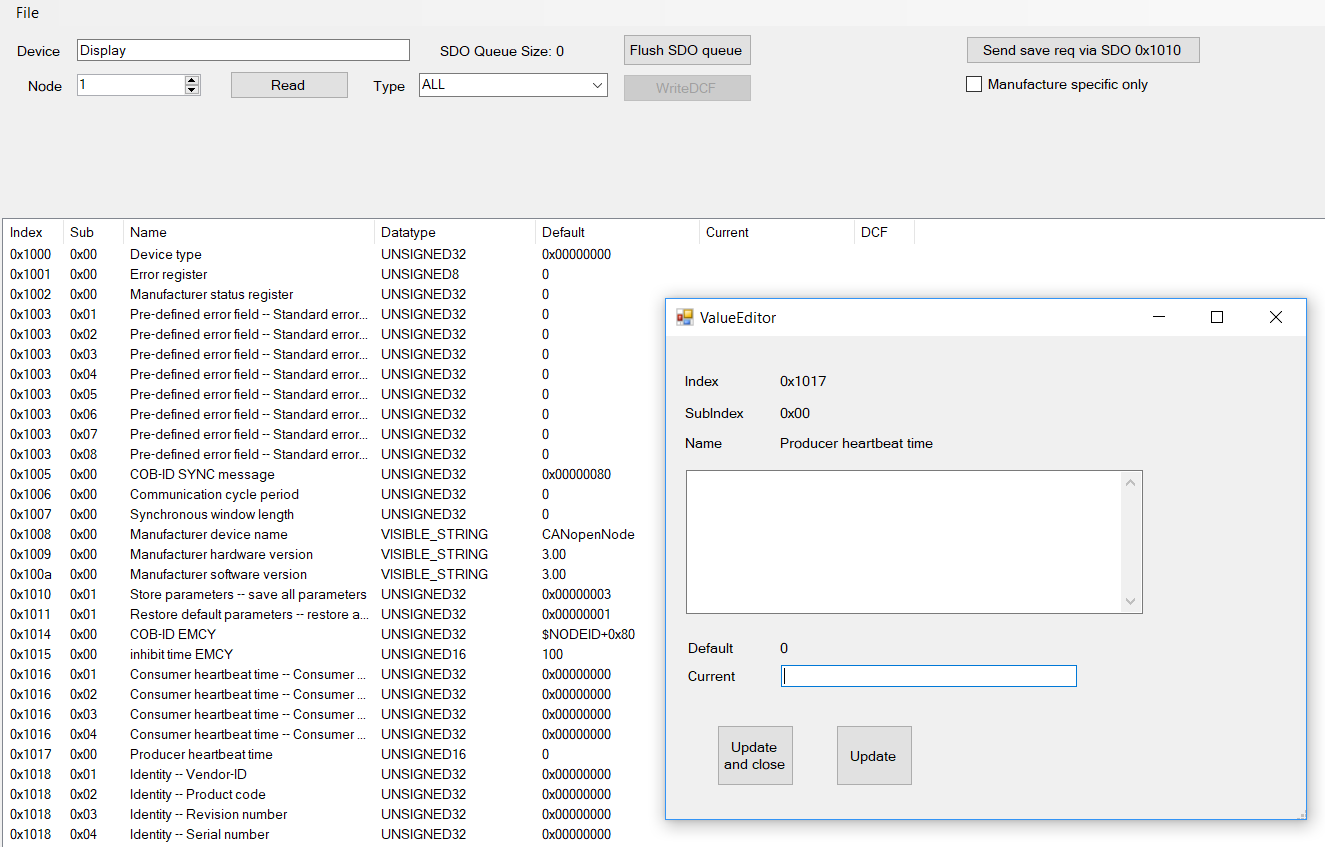 File
Device Display SDO Queue Size: 0 Flush SDO queue Send save req via SDO 0x1010
Node 1 Read Type ALL WriteDCF Manufacture specific only
Index Sub Name Datatype Default Current DCF
0x1000 0x00 Device type UNSIGNED32 0x00000000
0x1001 0x00 Error register UNSIGNED8 0
0x1002 0x00 Manufacturer status register UNSIGNED32 0
0x1003 0x01 Pre-defined error field -- Standard error... UNSIGNED32 0
0x1003 0x02 Pre-defined error field -- Standard error... UNSIGNED32 0
0x1003 0x03 Pre-defined error field -- Standard error... UNSIGNED32 0
0x1003 0x04 Pre-defined error field -- Standard error... UNSIGNED32 0
0x1003 0x05 Pre-defined error field -- Standard error... UNSIGNED32 0
0x1003 0x06 Pre-defined error field -- Standard error... UNSIGNED32 0
0x1003 0x07 Pre-defined error field -- Standard error... UNSIGNED32 0
0x1003 0x08 Pre-defined error field -- Standard error... UNSIGNED32 0
0x1005 0x00 COB-ID SYNC message UNSIGNED32 0x00000080
0x1006 0x00 Communication cycle period UNSIGNED32 0
0x1007 0x00 Synchronous window length UNSIGNED32 0
0x1008 0x00 Manufacturer device name VISIBLE_STRING CANopenNode
0x1009 0x00 Manufacturer hardware version VISIBLE_STRING 3.00
0x100a 0x00 Manufacturer software version VISIBLE_STRING 3.00
0x1010 0x01 Store parameters -- save all parameters UNSIGNED32 0x00000003
0x1011 0x01 Restore default parameters -- restore a... UNSIGNED32 0x00000001
0x1014 0x00 COB-ID EMCY UNSIGNED32 $NODEID+0x80
0x1015 0x00 inhibit time EMCY UNSIGNED16 100
0x1016 0x01 Consumer heartbeat time -- Consumer ... UNSIGNED32 0x00000000
0x1016 0x02 Consumer heartbeat time -- Consumer ... UNSIGNED32 0x00000000
0x1016 0x03 Consumer heartbeat time -- Consumer ... UNSIGNED32 0x00000000
0x1016 0x04 Consumer heartbeat time -- Consumer ... UNSIGNED32 0x00000000
0x1017 0x00 Producer heartbeat time UNSIGNED16 0
0x1018 0x01 Identity -- Vendor-ID UNSIGNED32 0x00000000
0x1018 0x02 Identity -- Product code UNSIGNED32 0x00000000
0x1018 0x03 Identity -- Revision number UNSIGNED32 0x00000000
0x1018 0x04 Identity -- Serial number UNSIGNED32 0x00000000
ValueEditor
Index 0x1017
SubIndex 0x00
Name Producer heartbeat time
Default 0
Current
Update
and close
Update